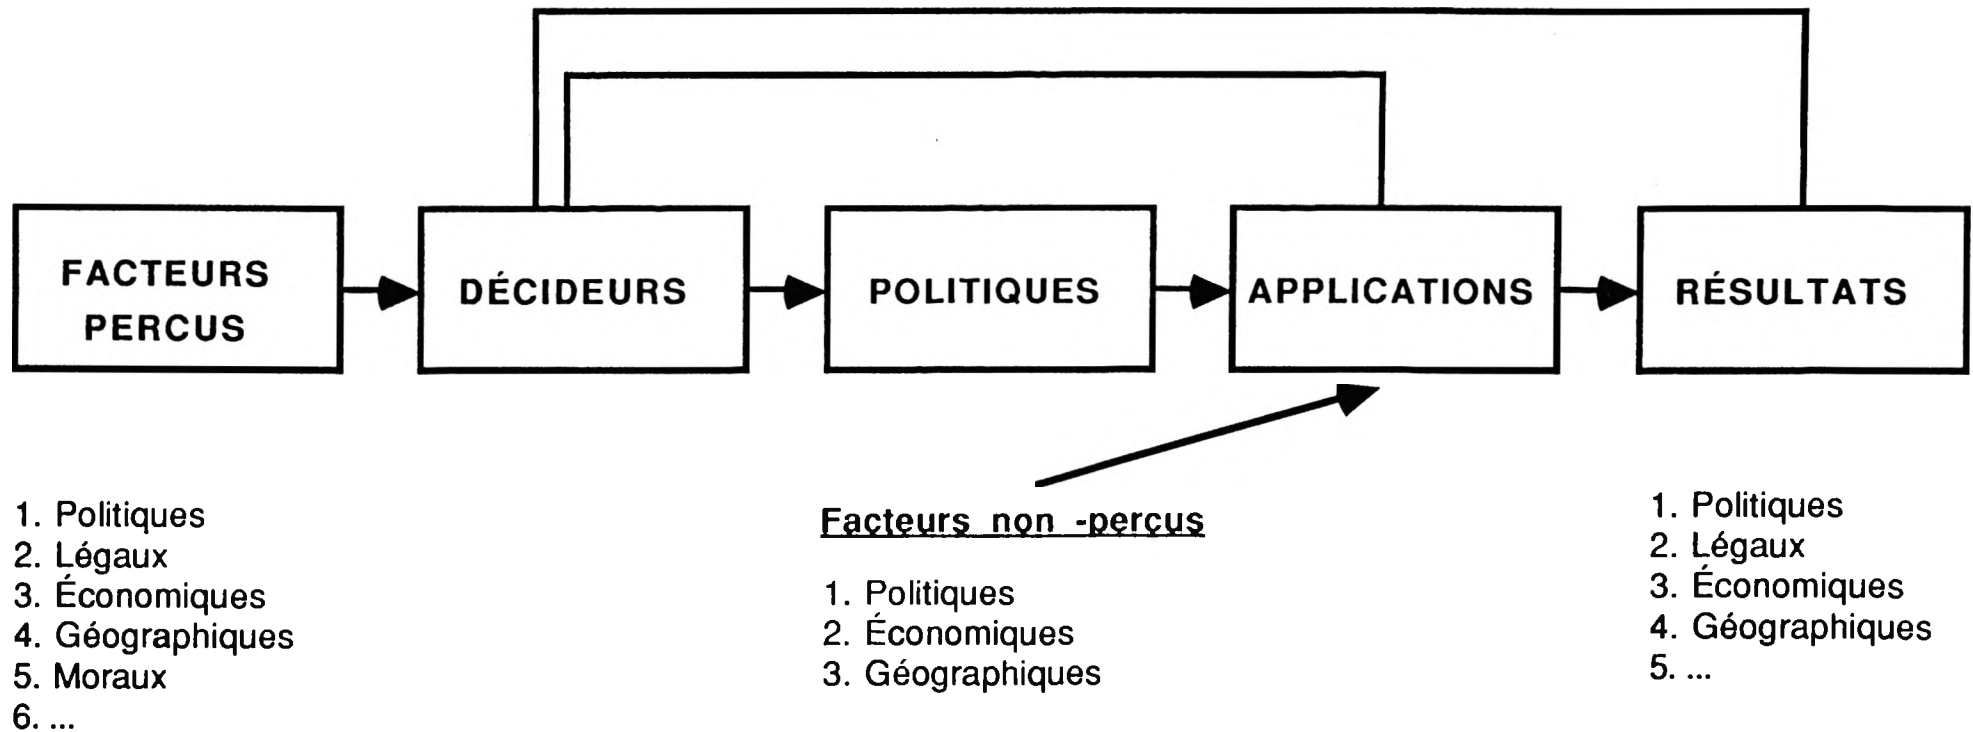 FACTEURS
PERCUS
DÉCIDEURS
POLITIQUES
APPLICATIONS
RÉSULTATS
1. Politiques
2. Légaux
3. Économiques
4. Géographiques
5. Moraux
6. ...
Facteurs non -perçus
1. Politiques
2. Économiques
3. Géographiques
1. Politiques
2. Légaux
3. Économiques
4. Géographiques
5. ...